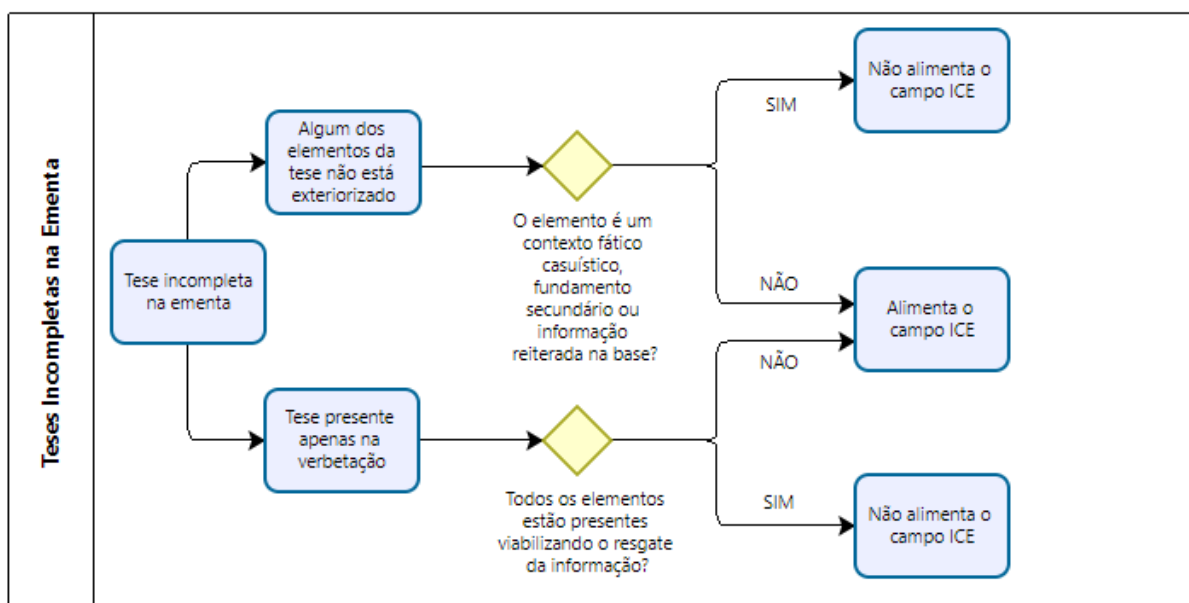 Teses Incompletas na Ementa
Tese incompleta
na ementa
Algum dos
elementos da
tese não está
exteriorizado
O elemento é um
contexto fático
casuístico,
fundamento
secundário ou
informação
reiterada na base?
SIM
Não alimenta o
campo ICE
NÃO
Alimenta o
campo ICE
NÃO
Tese presente
apenas na
verbetação
Todos os elementos
estão presentes
viabilizando o resgate
da informação?
SIM
Não alimenta o
campo ICE